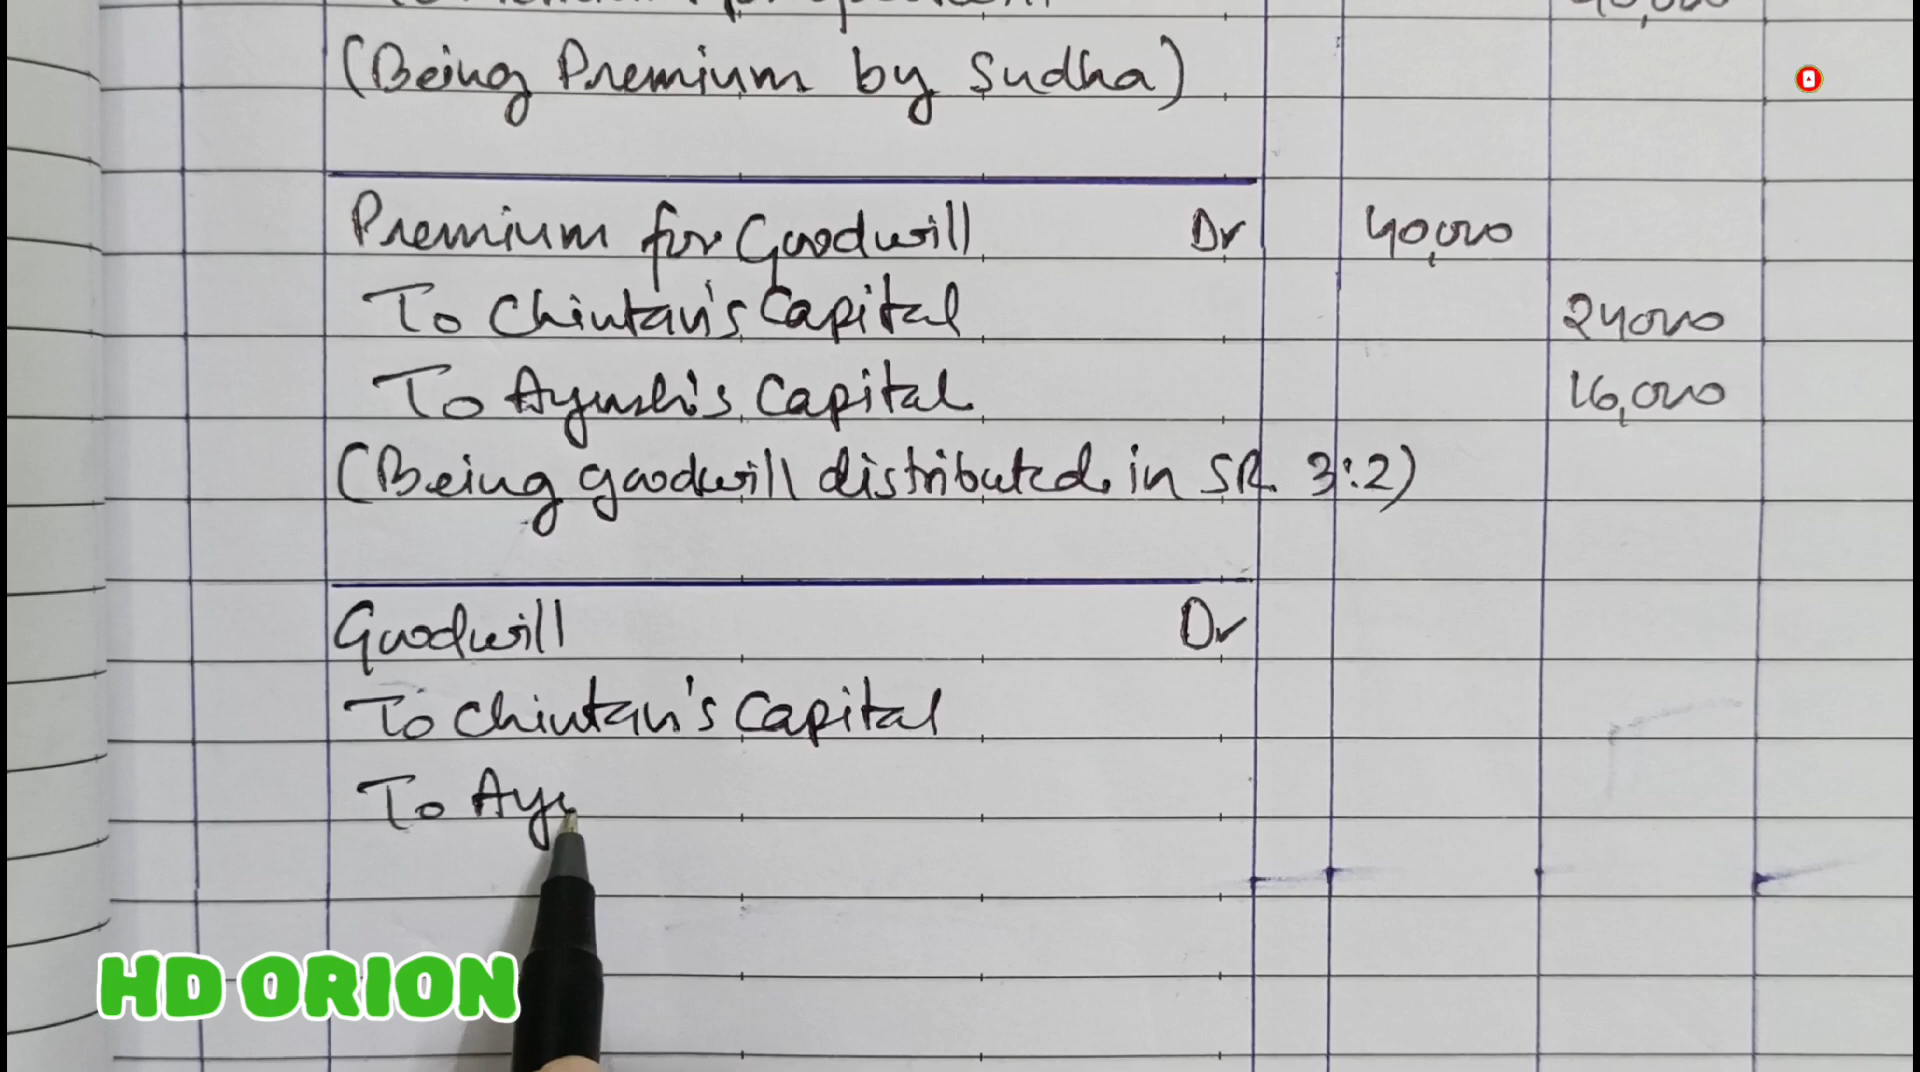 (Being Premium by Sudha)
Premium for Goodwill Dr 40,000
To Chintan's Capital 24000
To Ayushi's Capital 16,000
(Being goodwill distributed in SR 3:2)
Goodwill Dr
To Chintan's Capital
To Ayu
HD ORION